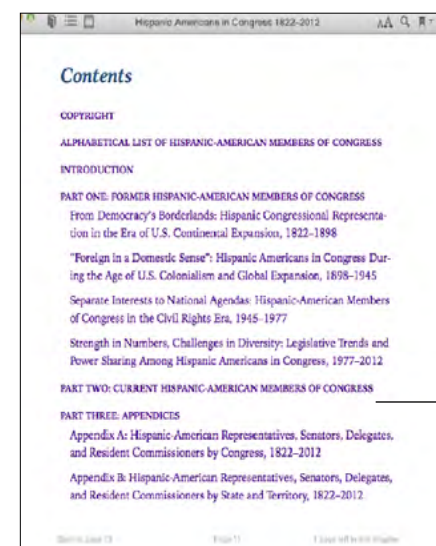 Hispanic Americans in Congress 1822–2012
AA
Contents
COPYRIGHT
ALPHABETICAL LIST OF HISPANIC-AMERICAN MEMBERS OF CONGRESS
INTRODUCTION
PART ONE: FORMER HISPANIC-AMERICAN MEMBERS OF CONGRESS
From Democracy's Borderlands: Hispanic Congressional Representa-
tion in the Era of U.S. Continental Expansion, 1822–1898
"Foreign in a Domestic Sense": Hispanic Americans in Congress Dur-
ing the Age of U.S. Colonialism and Global Expansion, 1898–1945
Separate Interests to National Agendas: Hispanic-American Members
of Congress in the Civil Rights Era, 1945–1977
Strength in Numbers, Challenges in Diversity: Legislative Trends and
Power Sharing Among Hispanic Americans in Congress, 1977–2012
PART TWO: CURRENT HISPANIC-AMERICAN MEMBERS OF CONGRESS
PART THREE: APPENDICES
Appendix A: Hispanic-American Representatives, Senators, Delegates,
and Resident Commissioners by Congress, 1822–2012
Appendix B: Hispanic-American Representatives, Senators, Delegates,
and Resident Commissioners by State and Territory, 1822–2012